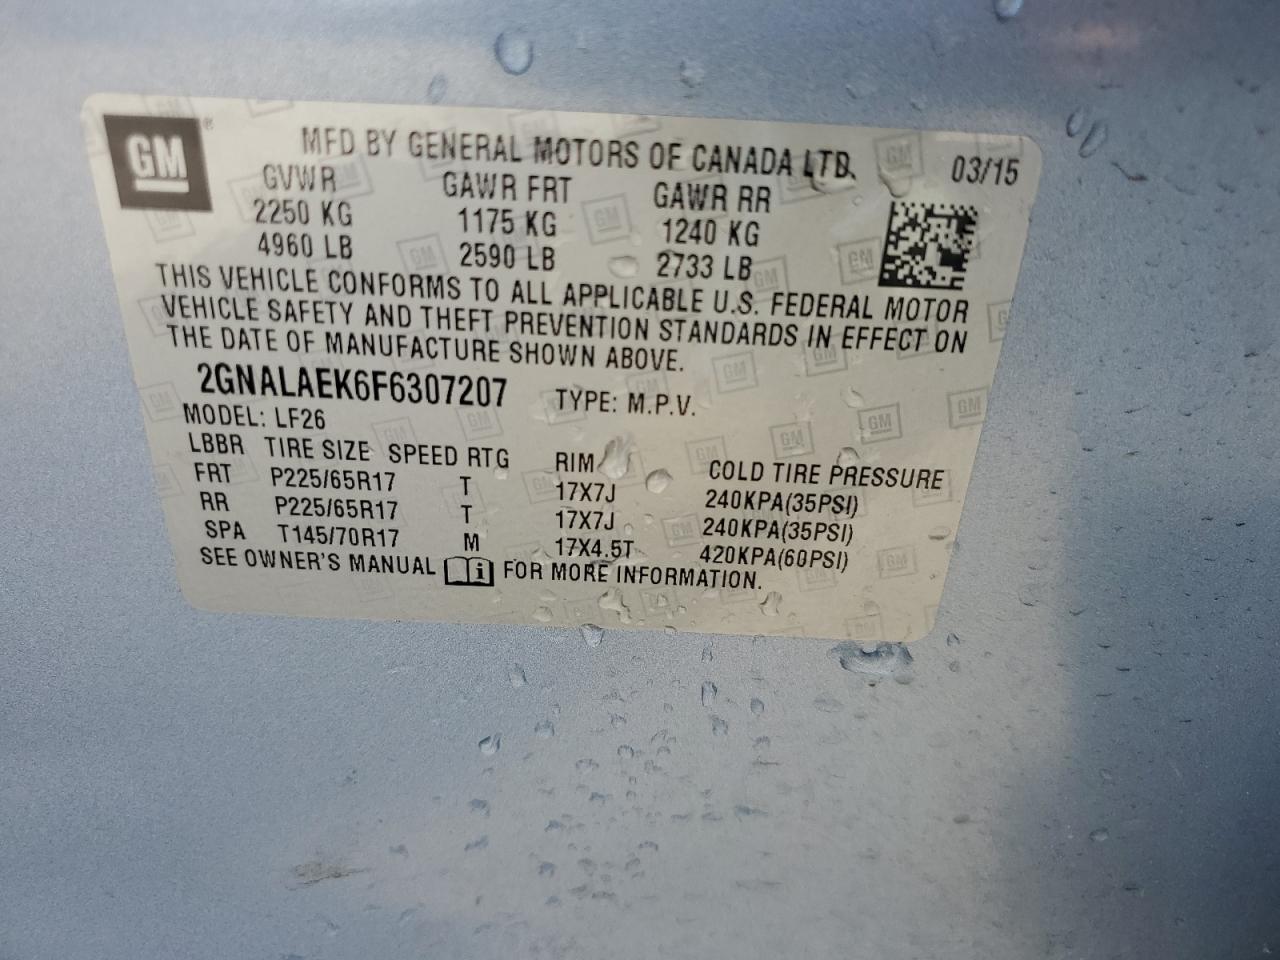 GM ®
MFD BY GENERAL MOTORS OF CANADA LTD. 03/15
GVWR GAWR FRT GAWR RR
2250 KG 1175 KG 1240 KG
4960 LB 2590 LB 2733 LB
THIS VEHICLE CONFORMS TO ALL APPLICABLE U.S. FEDERAL MOTOR
VEHICLE SAFETY AND THEFT PREVENTION STANDARDS IN EFFECT ON
THE DATE OF MANUFACTURE SHOWN ABOVE.
2GNALAEK6F6307207 TYPE: M.P.V.
MODEL: LF26
LBBR TIRE SIZE SPEED RTG RIM COLD TIRE PRESSURE
FRT P225/65R17 T 17X7J 240KPA(35PSI)
RR P225/65R17 T 17X7J 240KPA(35PSI)
SPA T145/70R17 M 17X4.5T 420KPA(60PSI)
SEE OWNER'S MANUAL i FOR MORE INFORMATION.